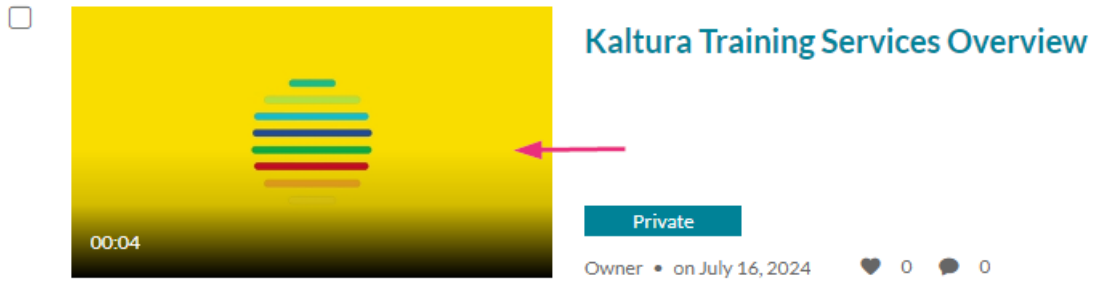 Kaltura Training Services Overview
00:04
Private
Owner • on July 16, 2024 0 0